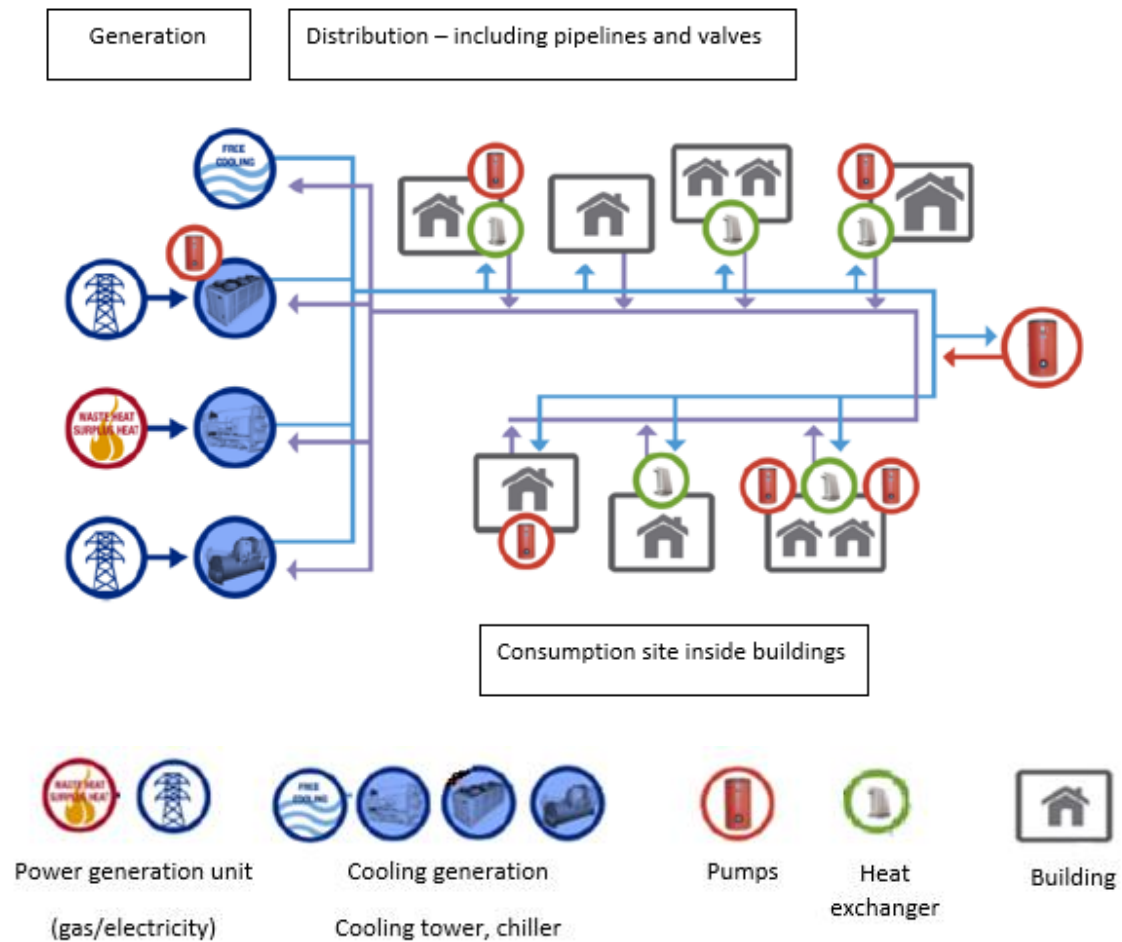 Generation
Distribution – including pipelines and valves
FREE
COOLING
WASTE HEAT
SURPLUS HEAT
Consumption site inside buildings
WASTE HEAT
SURPLUS HEAT
FREE
COOLING
Power generation unit
(gas/electricity)
Cooling generation
Cooling tower, chiller
Pumps
Heat
exchanger
Building